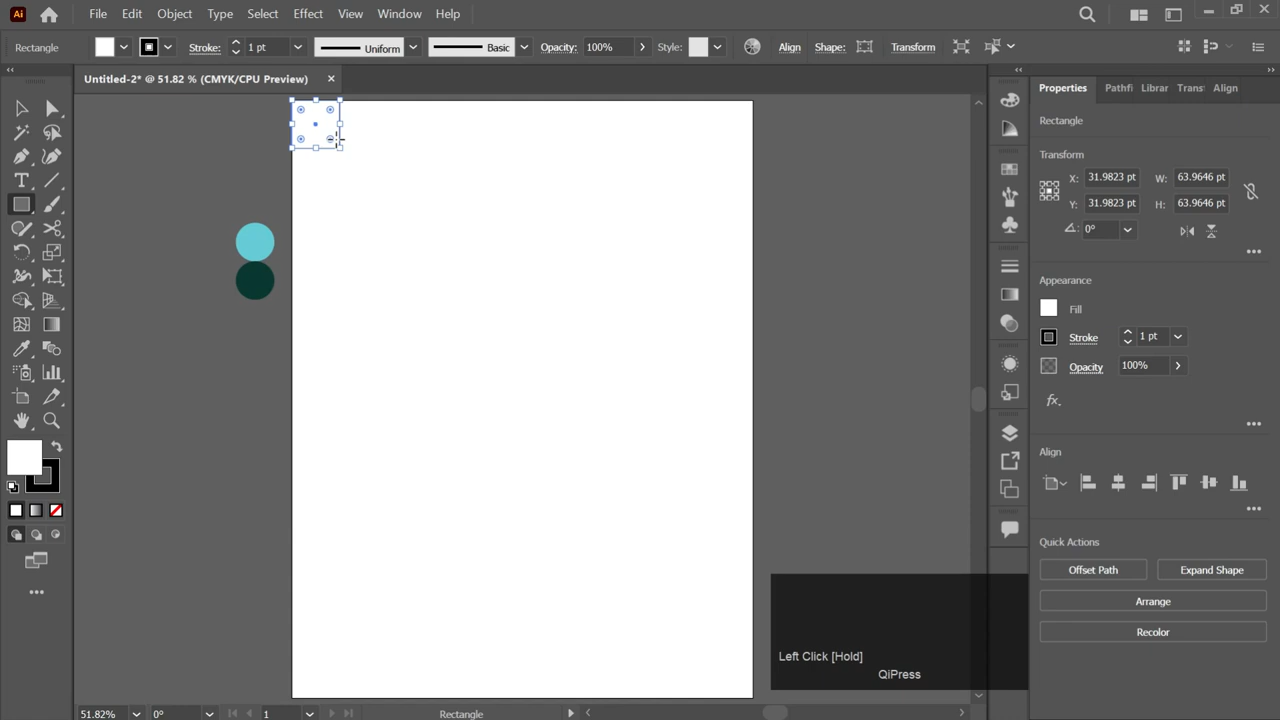 Ai File Edit Object Type Select Effect View Window Help
Rectangle Stroke: 1 pt Uniform Basic Opacity: 100% Style: Align Shape: Transform
Untitled-2* @ 51.82 % (CMYK/CPU Preview) ×
Properties Pathfi Librar Trans Align
Rectangle
Transform
X: 31.9823 pt W: 63.9646 pt
Y: 31.9823 pt H: 63.9646 pt
0°
Appearance
Fill
Stroke 1 pt
Opacity 100%
fx.
Align
Quick Actions
Offset Path Expand Shape
Arrange
Recolor
Left Click [Hold]
QiPress
51.82% 0° 1 Rectangle